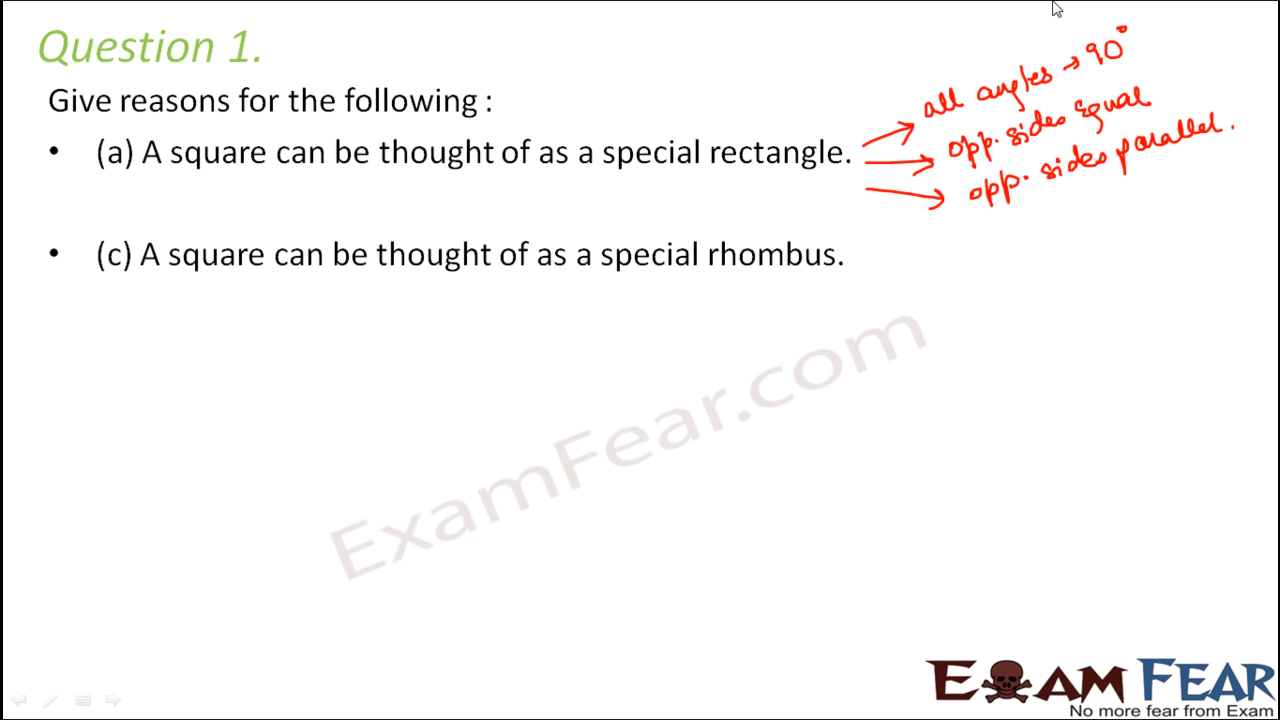 Question 1.
Give reasons for the following :
• (a) A square can be thought of as a special rectangle.
all angles → 90°
opp. sides equal
opp. sides parallel.
• (c) A square can be thought of as a special rhombus.
ExamFear.com
EXAM FEAR
No more fear from Exam